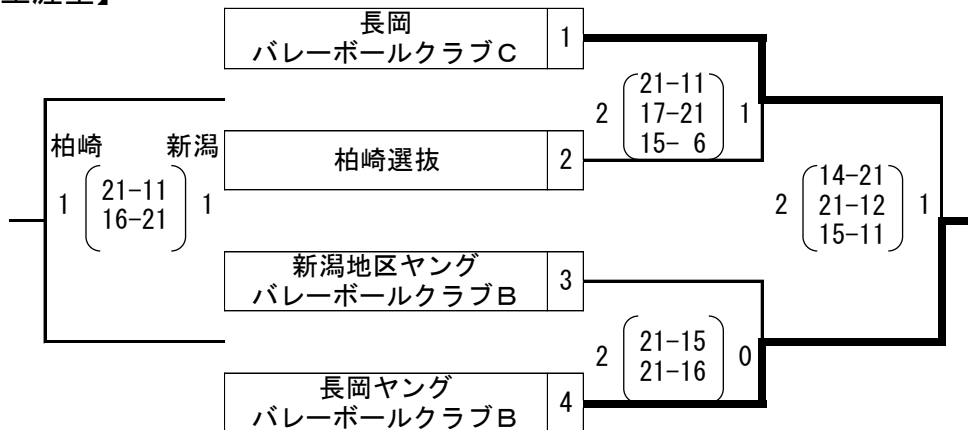 長岡
バレーボールクラブC 1
21-11
2 17-21 1
15- 6
柏崎 新潟
柏崎選抜 2
1 21-11 1
16-21
14-21
2 21-12 1
15-11
新潟地区ヤング
バレーボールクラブB 3
21-15
2 21-16 0
長岡ヤング
バレーボールクラブB 4